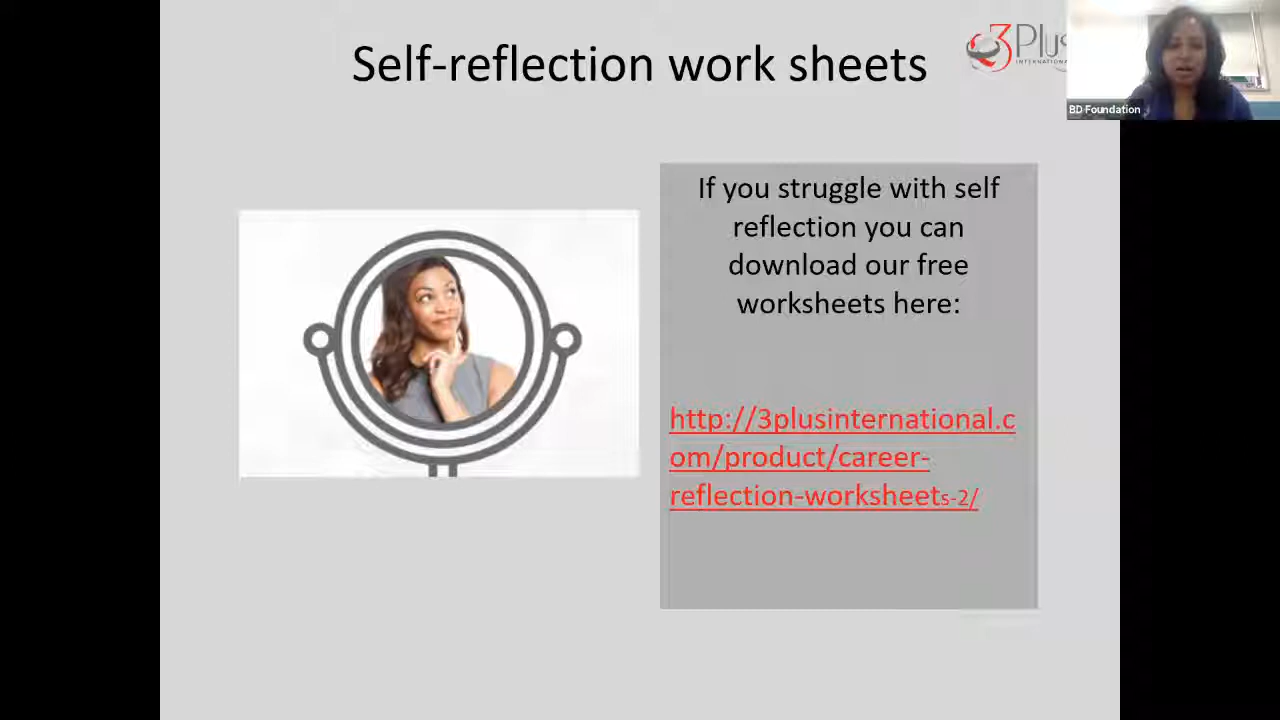 Self-reflection work sheets
3Plus
INTERNATIONAL
BD Foundation
If you struggle with self
reflection you can
download our free
worksheets here:
http://3plusinternational.c
om/product/career-
reflection-worksheets-2/